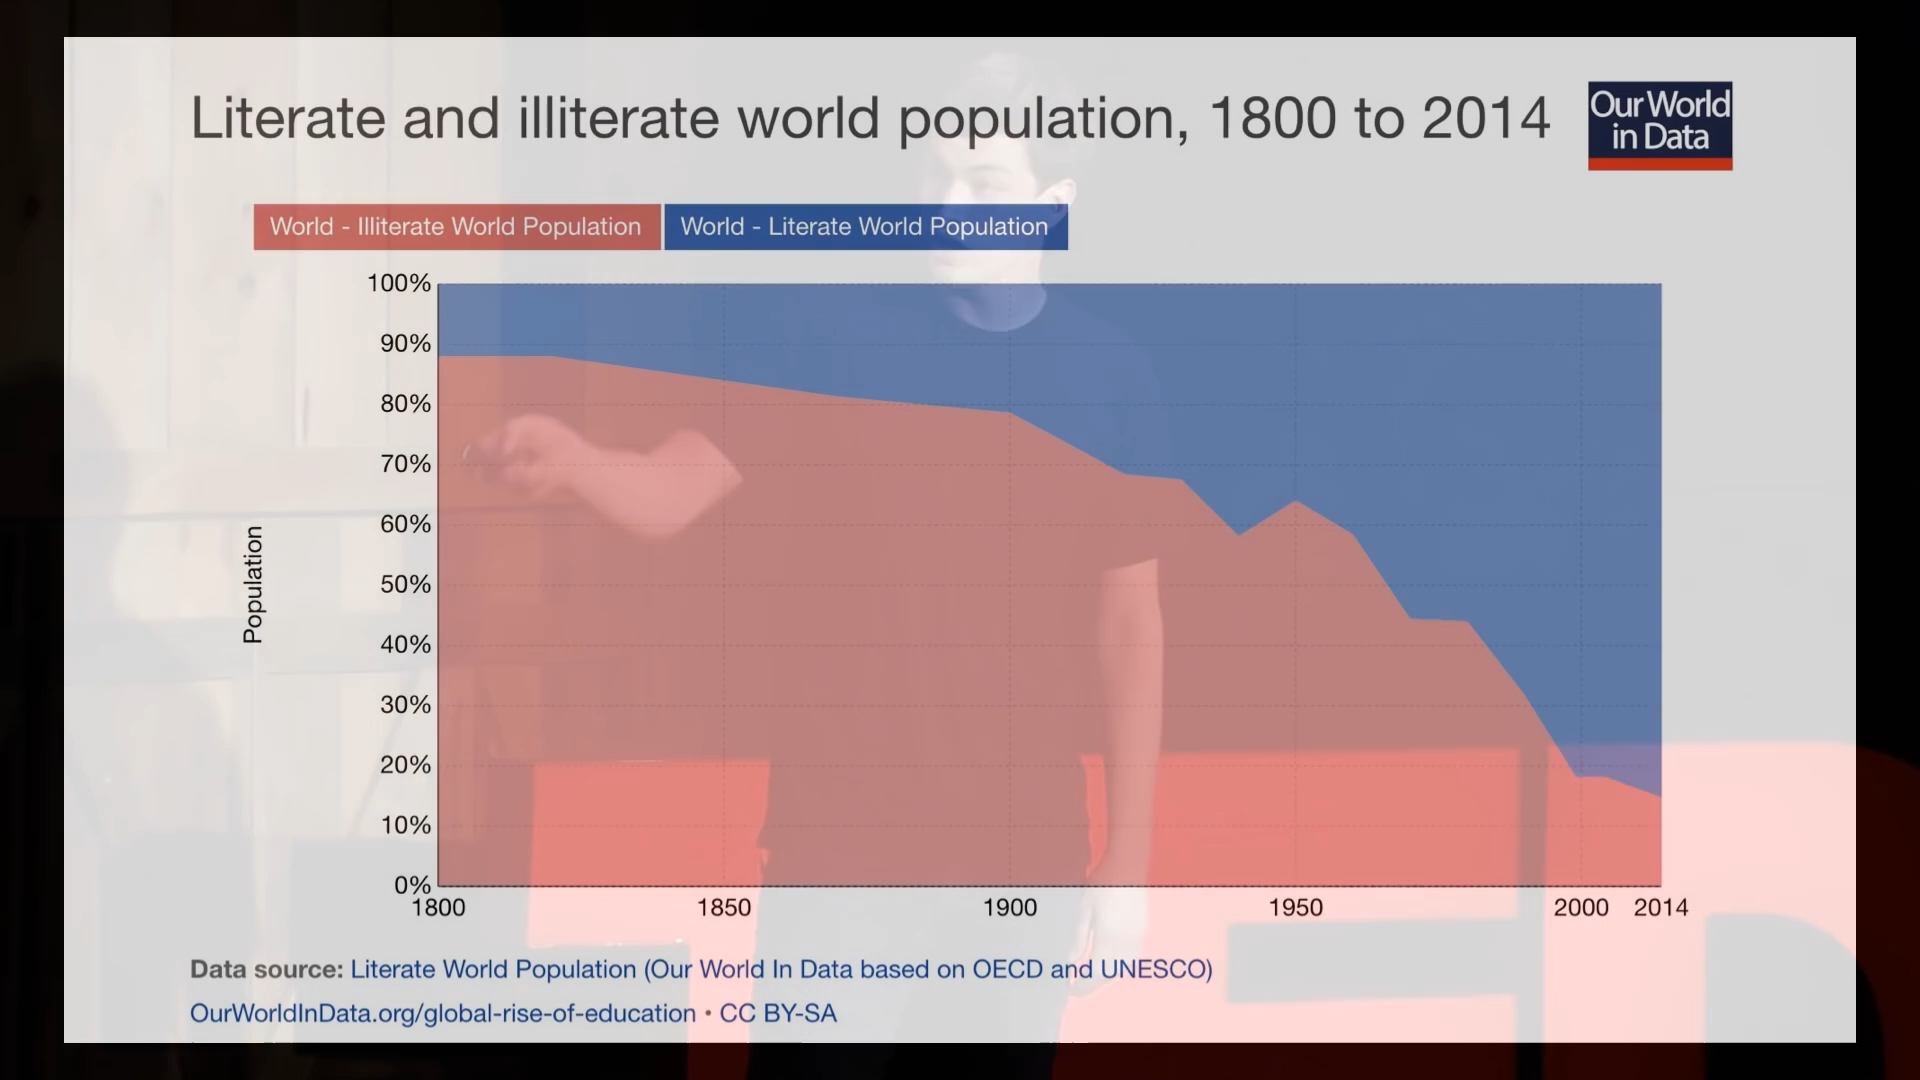 Literate and illiterate world population, 1800 to 2014
Our World
in Data
World - Illiterate World Population
World - Literate World Population
100%
90%
80%
70%
60%
50%
40%
30%
20%
10%
0%
Population
1800
1850
1900
1950
2000
2014
Data source: Literate World Population (Our World In Data based on OECD and UNESCO)
OurWorldInData.org/global-rise-of-education • CC BY-SA